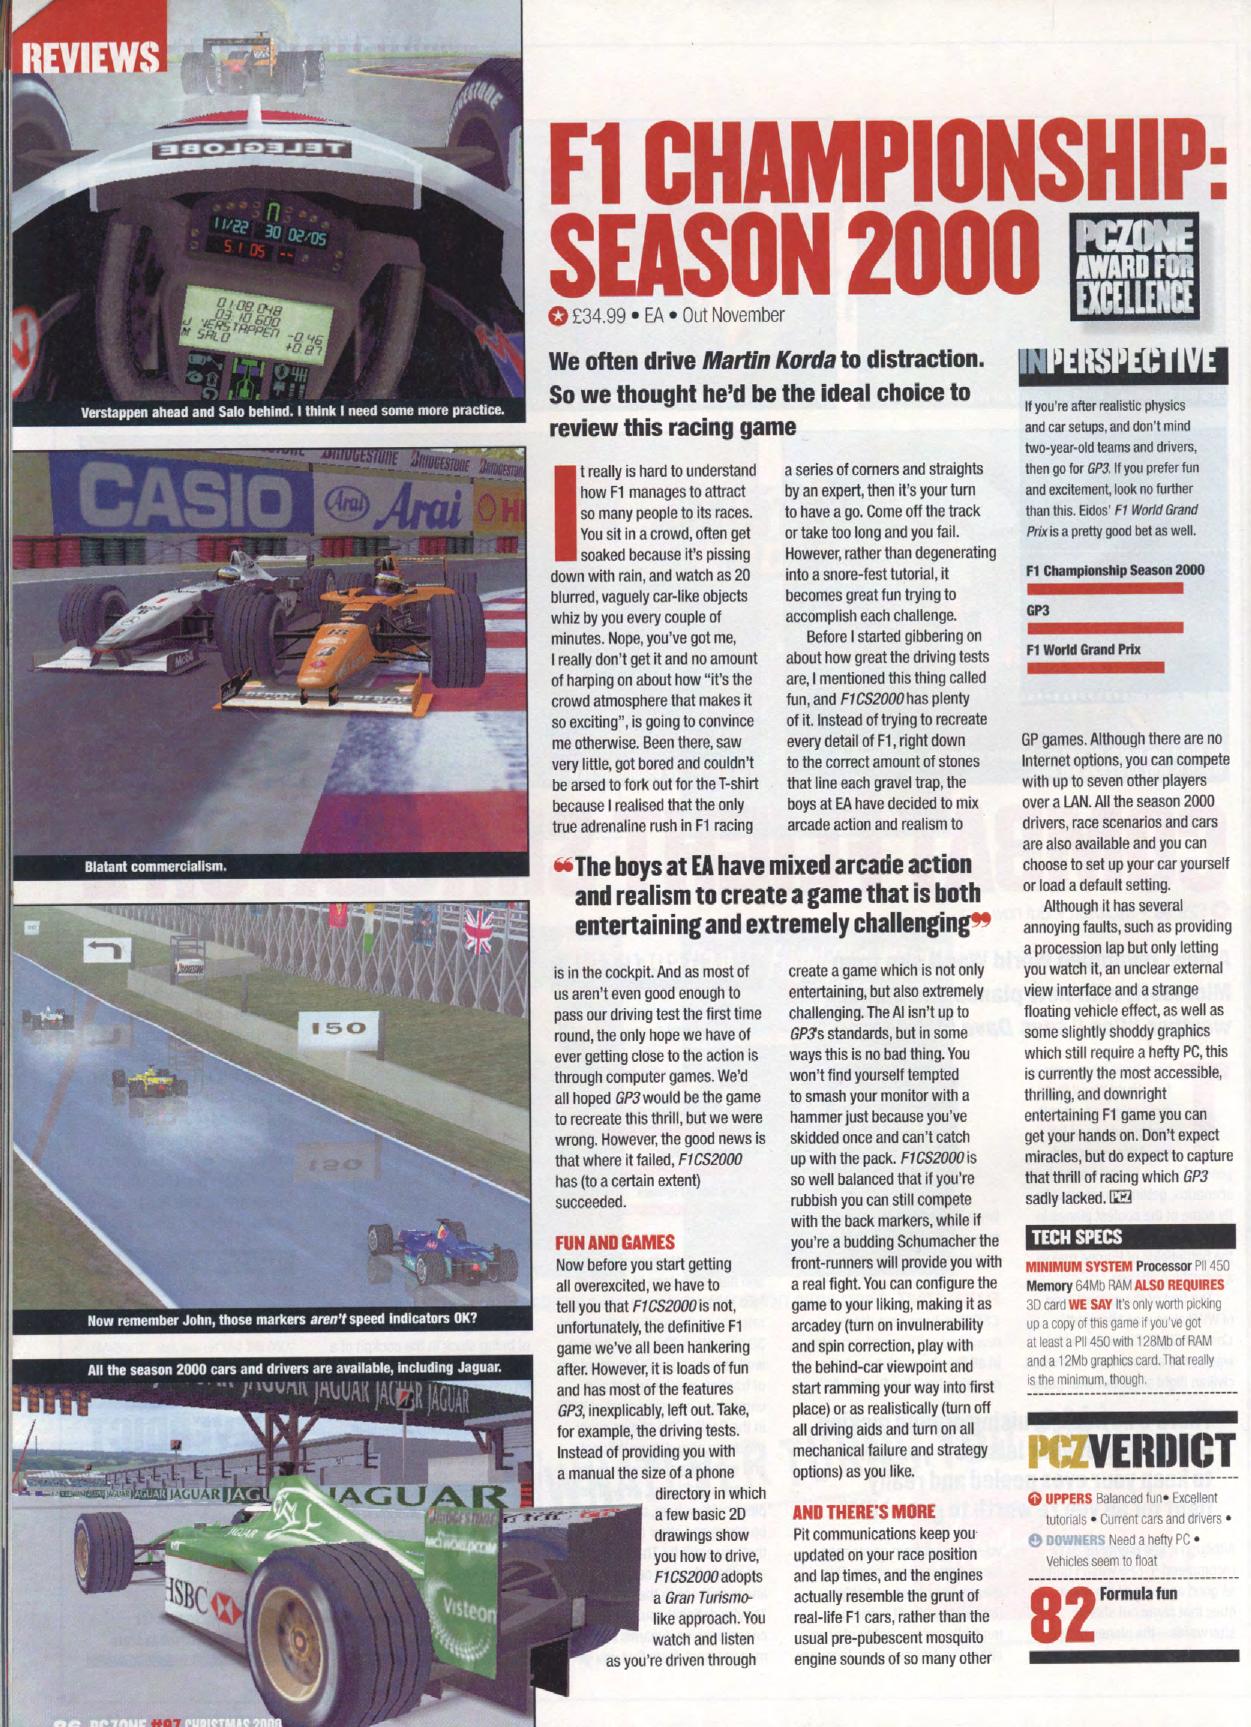 REVIEWS
BRIDGESTONE
TELEGLOBE
11/22 30 02/05
51 05 --
01:08.048
03:10.600
J VERSTAPPEN -0.46
M SALO +0.87
Verstappen ahead and Salo behind. I think I need some more practice.
BRIDGESTONE BRIDGESTONE BRIDGESTONE
CASIO
Arai Arai
Mobil
Blatant commercialism.
150
120
Now remember John, those markers aren't speed indicators OK?
All the season 2000 cars and drivers are available, including Jaguar.
JAGUAR JAGUAR JAGUAR
JAGUAR JAGUAR JAGUAR
HSBC
BRIDGESTONE
MCI WORLDCOM
Visteon
86 PCZONE #97 CHRISTMAS 2000
F1 CHAMPIONSHIP:
SEASON 2000
PCZONE
AWARD FOR
EXCELLENCE
£34.99 • EA • Out November
We often drive Martin Korda to distraction.
So we thought he'd be the ideal choice to
review this racing game
It really is hard to understand
how F1 manages to attract
so many people to its races.
You sit in a crowd, often get
soaked because it's pissing
down with rain, and watch as 20
blurred, vaguely car-like objects
whiz by you every couple of
minutes. Nope, you've got me,
I really don't get it and no amount
of harping on about how “it's the
crowd atmosphere that makes it
so exciting”, is going to convince
me otherwise. Been there, saw
very little, got bored and couldn't
be arsed to fork out for the T-shirt
because I realised that the only
true adrenaline rush in F1 racing
is in the cockpit. And as most of
us aren't even good enough to
pass our driving test the first time
round, the only hope we have of
ever getting close to the action is
through computer games. We'd
all hoped GP3 would be the game
to recreate this thrill, but we were
wrong. However, the good news is
that where it failed, F1CS2000
has (to a certain extent)
succeeded.
FUN AND GAMES
Now before you start getting
all overexcited, we have to
tell you that F1CS2000 is not,
unfortunately, the definitive F1
game we've all been hankering
after. However, it is loads of fun
and has most of the features
GP3, inexplicably, left out. Take,
for example, the driving tests.
Instead of providing you with
a manual the size of a phone
directory in which
a few basic 2D
drawings show
you how to drive,
F1CS2000 adopts
a Gran Turismo-
like approach. You
watch and listen
as you're driven through
a series of corners and straights
by an expert, then it's your turn
to have a go. Come off the track
or take too long and you fail.
However, rather than degenerating
into a snore-fest tutorial, it
becomes great fun trying to
accomplish each challenge.
Before I started gibbering on
about how great the driving tests
are, I mentioned this thing called
fun, and F1CS2000 has plenty
of it. Instead of trying to recreate
every detail of F1, right down
to the correct amount of stones
that line each gravel trap, the
boys at EA have decided to mix
arcade action and realism to
“The boys at EA have mixed arcade action
and realism to create a game that is both
entertaining and extremely challenging”
create a game which is not only
entertaining, but also extremely
challenging. The AI isn't up to
GP3's standards, but in some
ways this is no bad thing. You
won't find yourself tempted
to smash your monitor with a
hammer just because you've
skidded once and can't catch
up with the pack. F1CS2000 is
so well balanced that if you're
rubbish you can still compete
with the back markers, while if
you're a budding Schumacher the
front-runners will provide you with
a real fight. You can configure the
game to your liking, making it as
arcadey (turn on invulnerability
and spin correction, play with
the behind-car viewpoint and
start ramming your way into first
place) or as realistically (turn off
all driving aids and turn on all
mechanical failure and strategy
options) as you like.
AND THERE'S MORE
Pit communications keep you
updated on your race position
and lap times, and the engines
actually resemble the grunt of
real-life F1 cars, rather than the
usual pre-pubescent mosquito
engine sounds of so many other
INPERSPECTIVE
If you're after realistic physics
and car setups, and don't mind
two-year-old teams and drivers,
then go for GP3. If you prefer fun
and excitement, look no further
than this. Eidos' F1 World Grand
Prix is a pretty good bet as well.
F1 Championship Season 2000
GP3
F1 World Grand Prix
GP games. Although there are no
Internet options, you can compete
with up to seven other players
over a LAN. All the season 2000
drivers, race scenarios and cars
are also available and you can
choose to set up your car yourself
or load a default setting.
Although it has several
annoying faults, such as providing
a procession lap but only letting
you watch it, an unclear external
view interface and a strange
floating vehicle effect, as well as
some slightly shoddy graphics
which still require a hefty PC, this
is currently the most accessible,
thrilling, and downright
entertaining F1 game you can
get your hands on. Don't expect
miracles, but do expect to capture
that thrill of racing which GP3
sadly lacked. PCZ
TECH SPECS
MINIMUM SYSTEM Processor PII 450
Memory 64Mb RAM ALSO REQUIRES
3D card WE SAY It's only worth picking
up a copy of this game if you've got
at least a PII 450 with 128Mb of RAM
and a 12Mb graphics card. That really
is the minimum, though.
PCZVERDICT
UPPERS Balanced fun • Excellent
tutorials • Current cars and drivers •
DOWNERS Need a hefty PC •
Vehicles seem to float
82 Formula fun